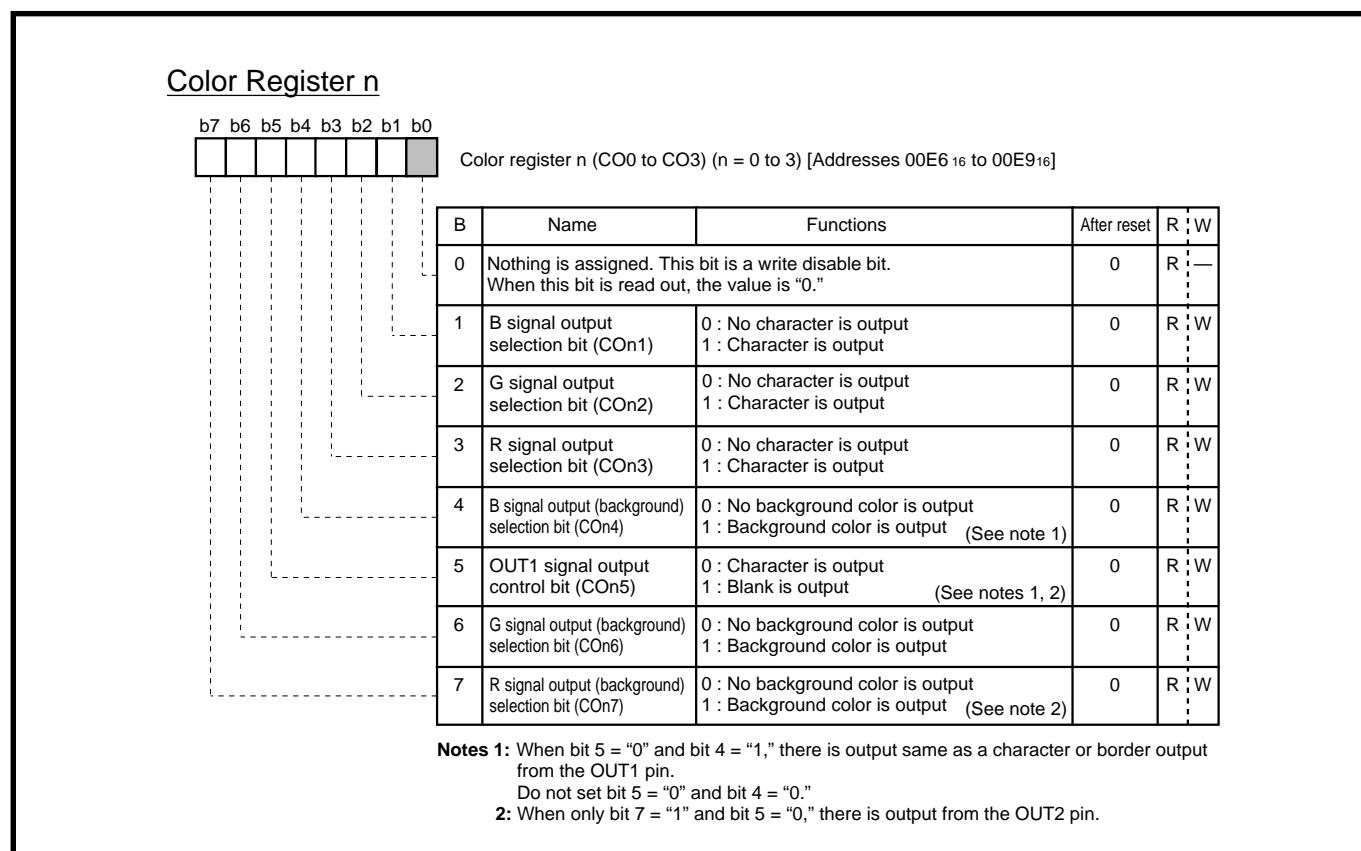 Color Register n
b7 b6 b5 b4 b3 b2 b1 b0
Color register n (CO0 to CO3) (n = 0 to 3) [Addresses 00E6 16 to 00E916]
B Name Functions After reset R W
0 Nothing is assigned. This bit is a write disable bit. 0 R —
When this bit is read out, the value is “0.”
1 B signal output 0 : No character is output 0 R W
selection bit (COn1) 1 : Character is output
2 G signal output 0 : No character is output 0 R W
selection bit (COn2) 1 : Character is output
3 R signal output 0 : No character is output 0 R W
selection bit (COn3) 1 : Character is output
4 B signal output (background) 0 : No background color is output 0 R W
selection bit (COn4) 1 : Background color is output (See note 1)
5 OUT1 signal output 0 : Character is output 0 R W
control bit (COn5) 1 : Blank is output (See notes 1, 2)
6 G signal output (background) 0 : No background color is output 0 R W
selection bit (COn6) 1 : Background color is output
7 R signal output (background) 0 : No background color is output 0 R W
selection bit (COn7) 1 : Background color is output (See note 2)
Notes 1: When bit 5 = “0” and bit 4 = “1,” there is output same as a character or border output
from the OUT1 pin.
Do not set bit 5 = “0” and bit 4 = “0.”
2: When only bit 7 = “1” and bit 5 = “0,” there is output from the OUT2 pin.